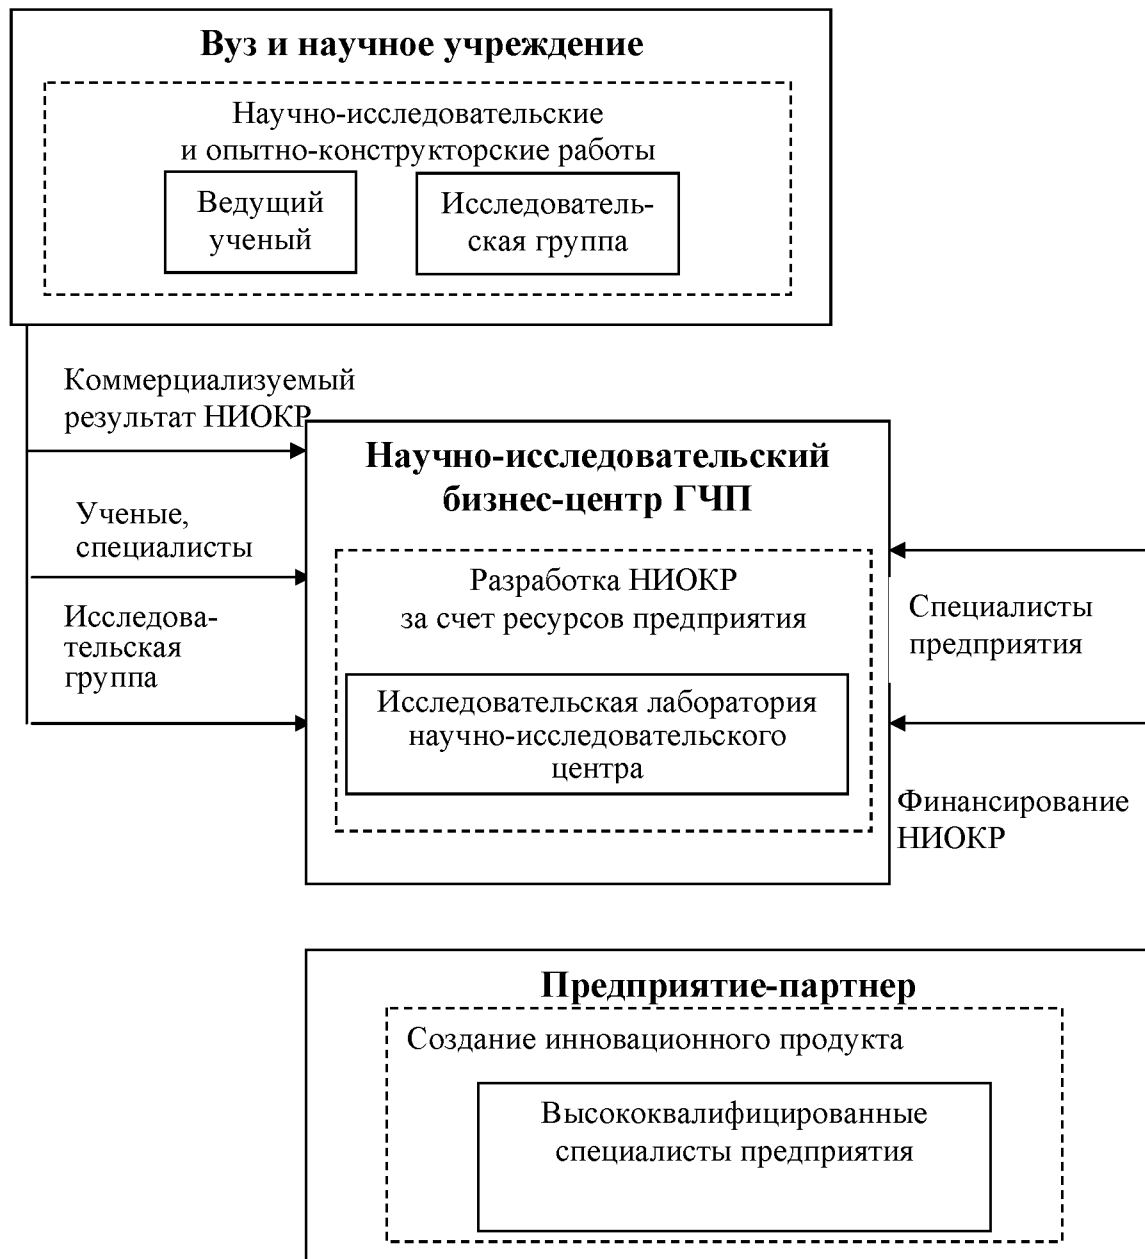 Вуз и научное учреждение
Научно-исследовательские
и опытно-конструкторские работы
Ведущий
ученый
Исследователь-
ская группа
Коммерциализуемый
результат НИОКР
Научно-исследовательский
бизнес-центр ГЧП
Ученые,
специалисты
Разработка НИОКР
за счет ресурсов предприятия
Исследова-
тельская
группа
Специалисты
предприятия
Исследовательская лаборатория
научно-исследовательского
центра
Финансирование
НИОКР
Предприятие-партнер
Создание инновационного продукта
Высококвалифицированные
специалисты предприятия